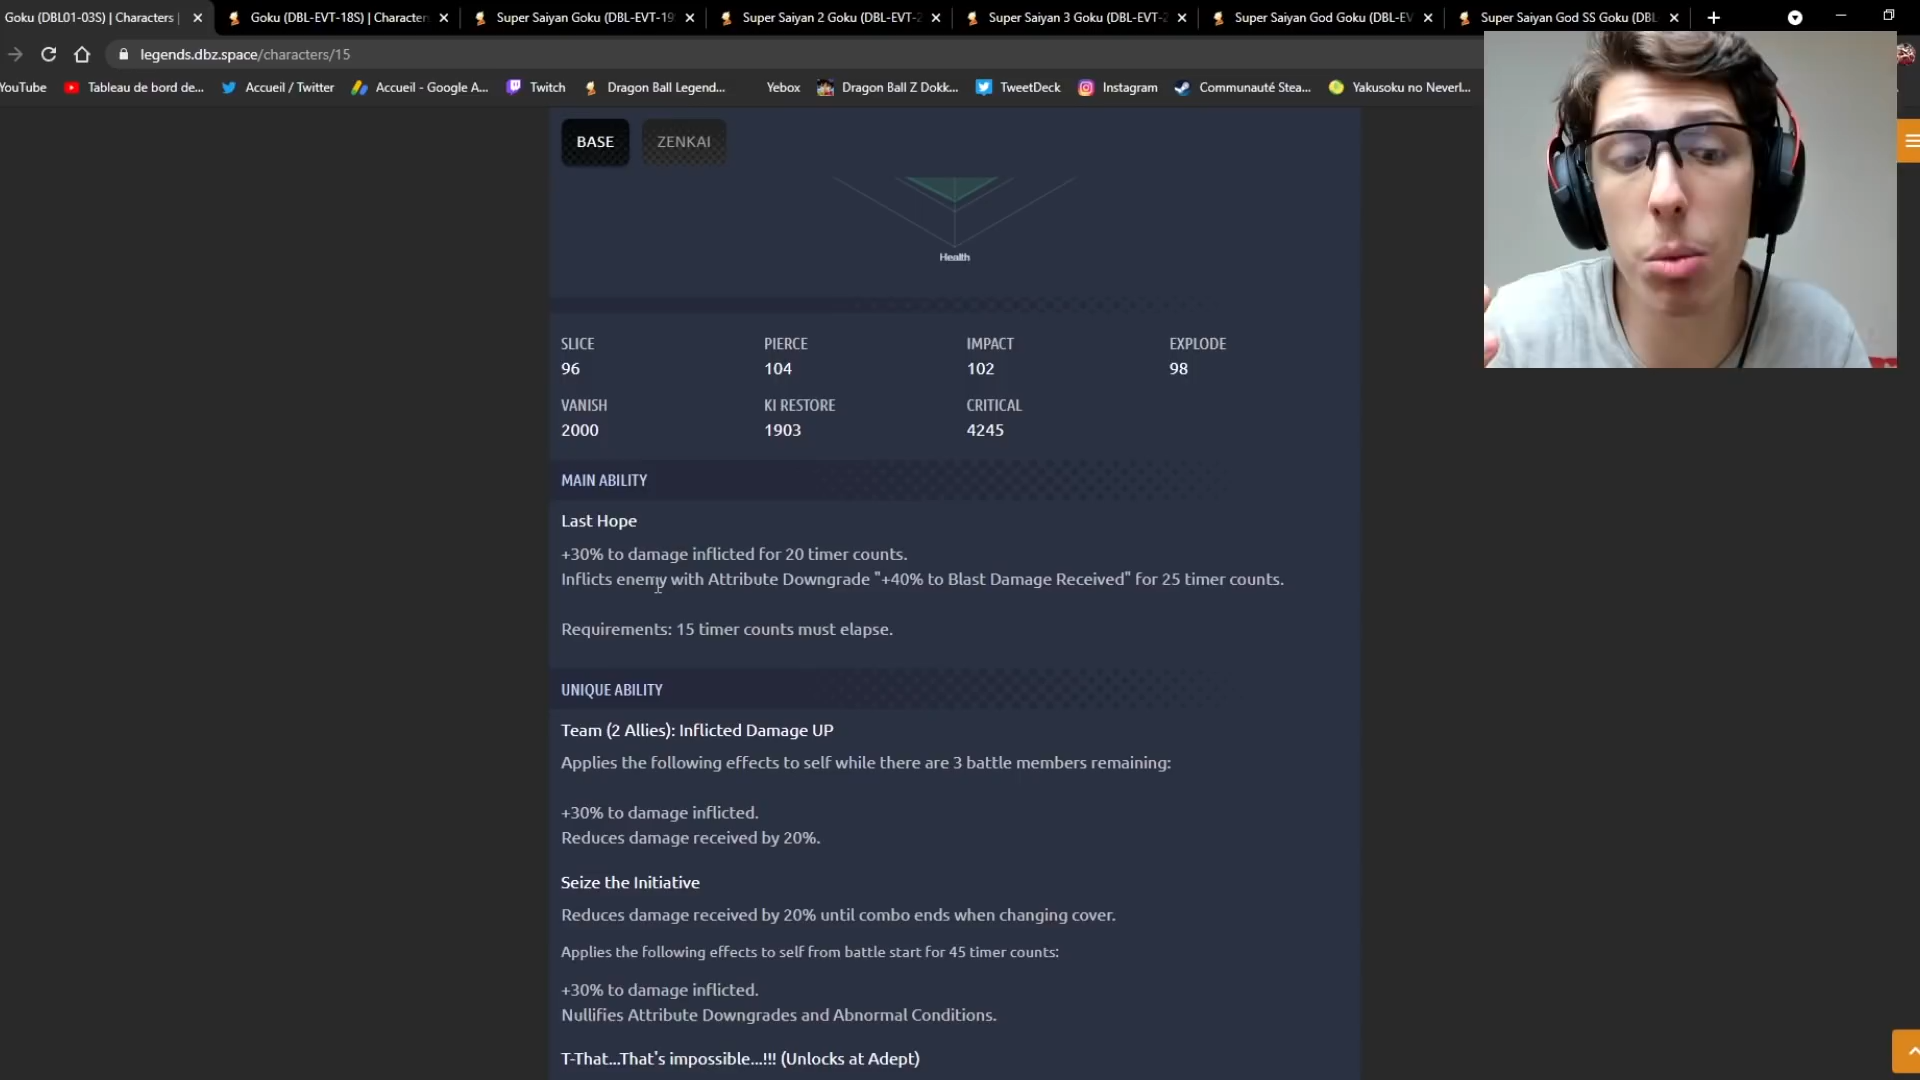 Goku (DBL01-03S) | Characters
Goku (DBL-EVT-18S) | Character
Super Saiyan Goku (DBL-EVT-19
Super Saiyan 2 Goku (DBL-EVT-2
Super Saiyan 3 Goku (DBL-EVT-2
Super Saiyan God Goku (DBL-EV
Super Saiyan God SS Goku (DBL
legends.dbz.space/characters/15
YouTube
Tableau de bord de...
Accueil / Twitter
Accueil - Google A...
Twitch
Dragon Ball Legend...
Yebox
Dragon Ball Z Dokk...
TweetDeck
Instagram
Communauté Stea...
Yakusoku no Neverl...
BASE
ZENKAI
Health
SLICE
96
PIERCE
104
IMPACT
102
EXPLODE
98
VANISH
2000
KI RESTORE
1903
CRITICAL
4245
MAIN ABILITY
Last Hope
+30% to damage inflicted for 20 timer counts.
Inflicts enemy with Attribute Downgrade "+40% to Blast Damage Received" for 25 timer counts.
Requirements: 15 timer counts must elapse.
UNIQUE ABILITY
Team (2 Allies): Inflicted Damage UP
Applies the following effects to self while there are 3 battle members remaining:
+30% to damage inflicted.
Reduces damage received by 20%.
Seize the Initiative
Reduces damage received by 20% until combo ends when changing cover.
Applies the following effects to self from battle start for 45 timer counts:
+30% to damage inflicted.
Nullifies Attribute Downgrades and Abnormal Conditions.
T-That...That's impossible...!!! (Unlocks at Adept)